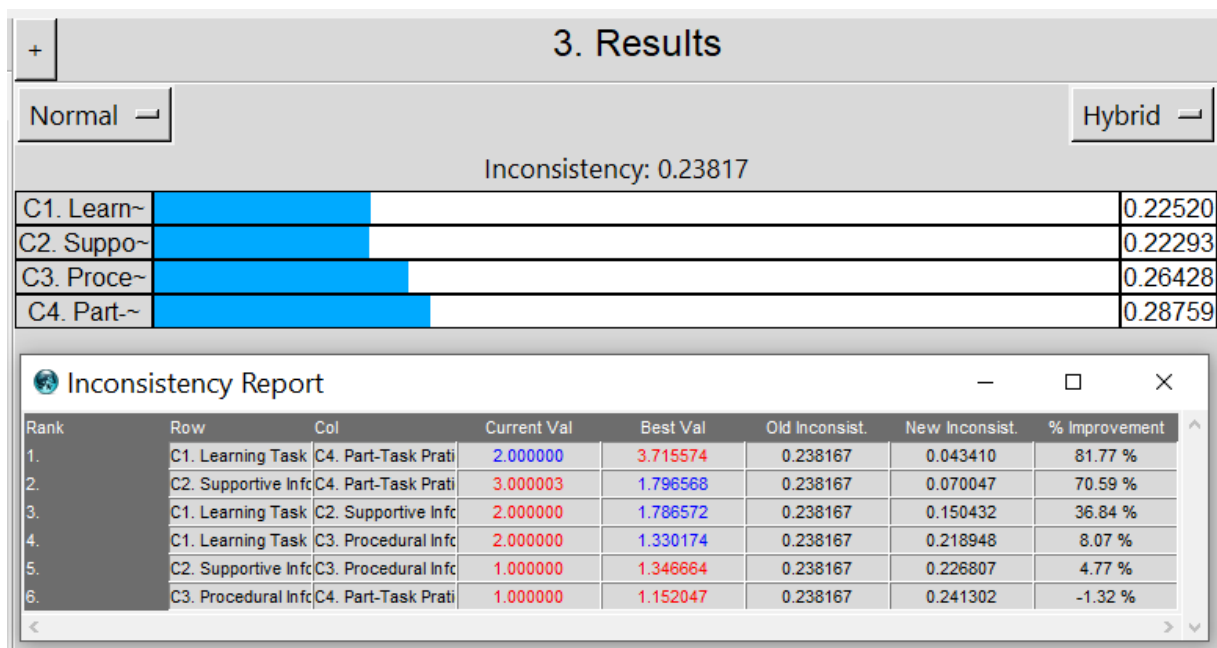 +
3. Results
Normal
Hybrid
Inconsistency: 0.23817
C1. Learn~ 0.22520
C2. Suppo~ 0.22293
C3. Proce~ 0.26428
C4. Part-~ 0.28759
Inconsistency Report
Rank Row Col Current Val Best Val Old Inconsist. New Inconsist. % Improvement
1. C1. Learning Task C4. Part-Task Prati 2.000000 3.715574 0.238167 0.043410 81.77 %
2. C2. Supportive Info C4. Part-Task Prati 3.000003 1.796568 0.238167 0.070047 70.59 %
3. C1. Learning Task C2. Supportive Info 2.000000 1.786572 0.238167 0.150432 36.84 %
4. C1. Learning Task C3. Procedural Info 2.000000 1.330174 0.238167 0.218948 8.07 %
5. C2. Supportive Info C3. Procedural Info 1.000000 1.346664 0.238167 0.226807 4.77 %
6. C3. Procedural Info C4. Part-Task Prati 1.000000 1.152047 0.238167 0.241302 -1.32 %